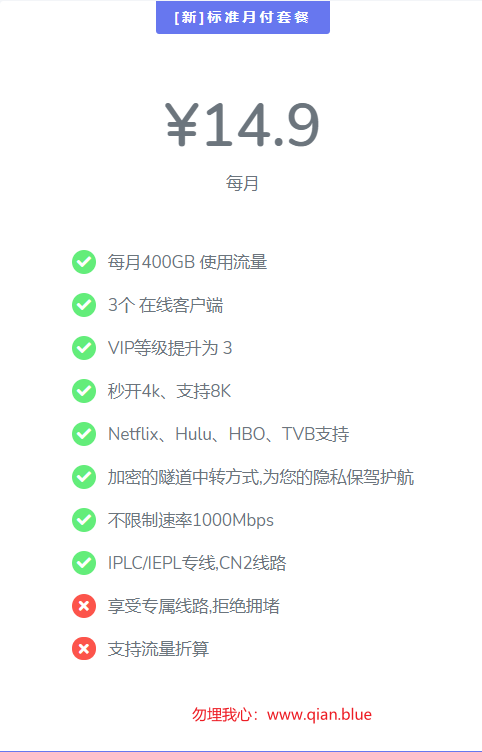 [新]标准月付套餐
¥14.9
每月
每月400GB 使用流量
3个 在线客户端
VIP等级提升为 3
秒开4k、支持8K
Netflix、Hulu、HBO、TVB支持
加密的隧道中转方式,为您的隐私保驾护航
不限制速率1000Mbps
IPLC/IEPL专线,CN2线路
享受专属线路,拒绝拥堵
支持流量折算
勿埋我心：www.qian.blue